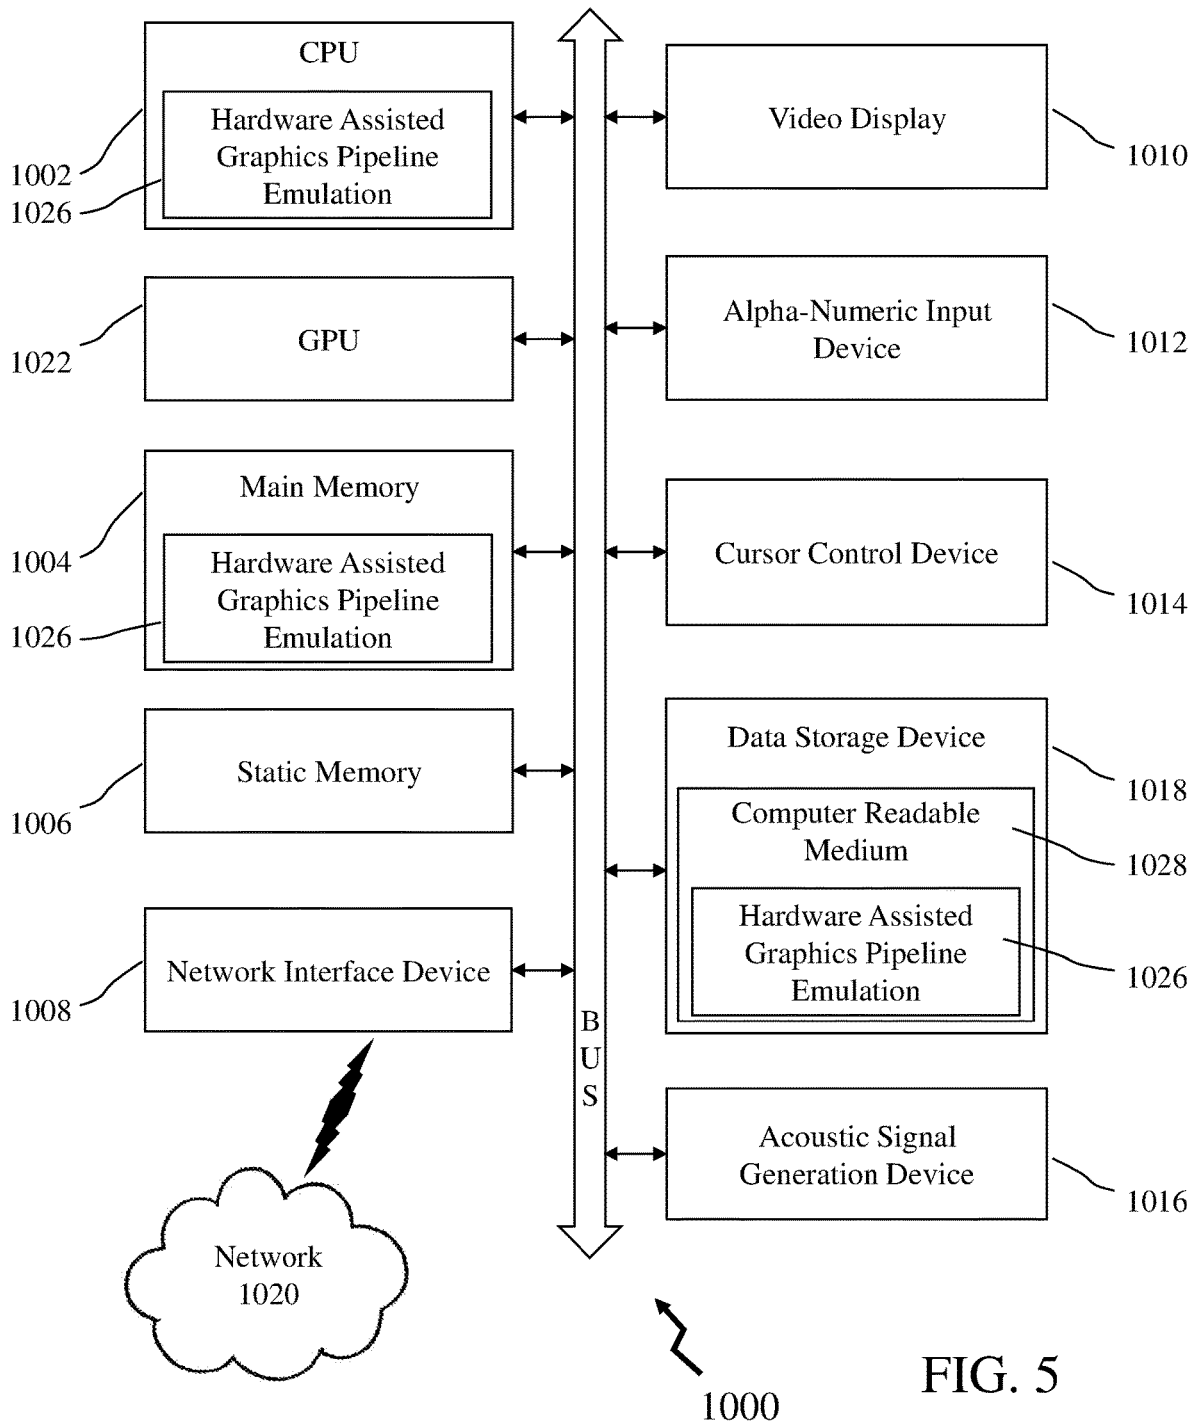 CPU
Hardware Assisted
Graphics Pipeline
Emulation
1002
1026
GPU
1022
Main Memory
Hardware Assisted
Graphics Pipeline
Emulation
1004
1026
Static Memory
1006
Network Interface Device
1008
Network
1020
BUS
Video Display
1010
Alpha-Numeric Input
Device
1012
Cursor Control Device
1014
Data Storage Device
1018
Computer Readable
Medium
1028
Hardware Assisted
Graphics Pipeline
Emulation
1026
Acoustic Signal
Generation Device
1016
1000
FIG. 5